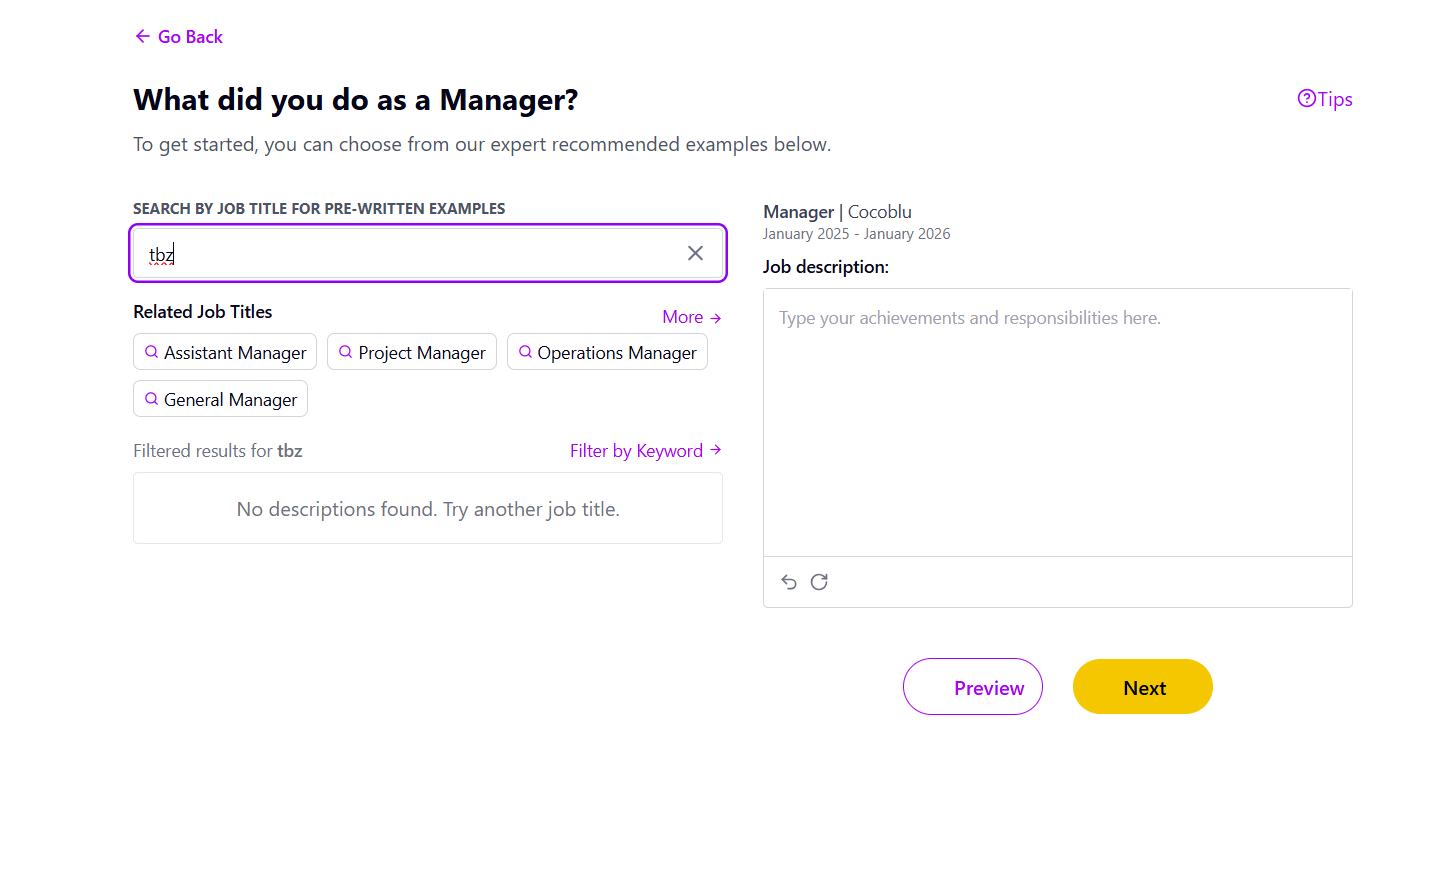 Go Back
What did you do as a Manager?
Tips
To get started, you can choose from our expert recommended examples below.
SEARCH BY JOB TITLE FOR PRE-WRITTEN EXAMPLES
tbz
Related Job Titles
More
Assistant Manager
Project Manager
Operations Manager
General Manager
Filtered results for tbz
Filter by Keyword
No descriptions found. Try another job title.
Manager | Cocoblu
January 2025 - January 2026
Job description:
Type your achievements and responsibilities here.
Preview
Next